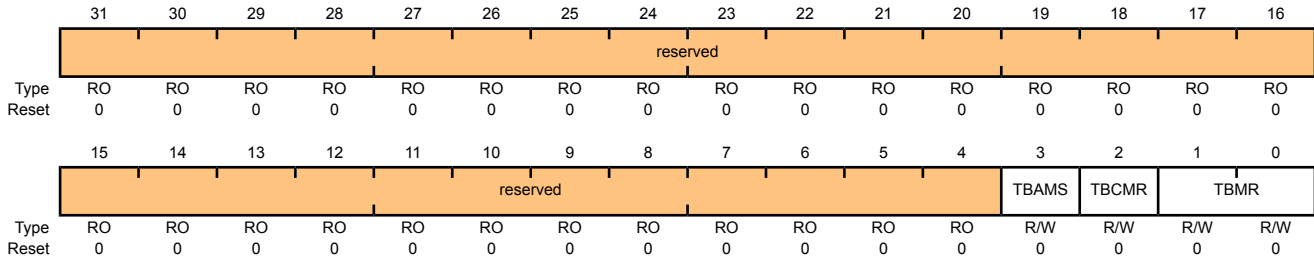 31 30 29 28 27 26 25 24 23 22 21 20 19 18 17 16
reserved
Type RO RO RO RO RO RO RO RO RO RO RO RO RO RO RO RO
Reset 0 0 0 0 0 0 0 0 0 0 0 0 0 0 0 0
15 14 13 12 11 10 9 8 7 6 5 4 3 2 1 0
reserved TBAMS TBCMR TBMR
Type RO RO RO RO RO RO RO RO RO RO RO RO R/W R/W R/W R/W
Reset 0 0 0 0 0 0 0 0 0 0 0 0 0 0 0 0